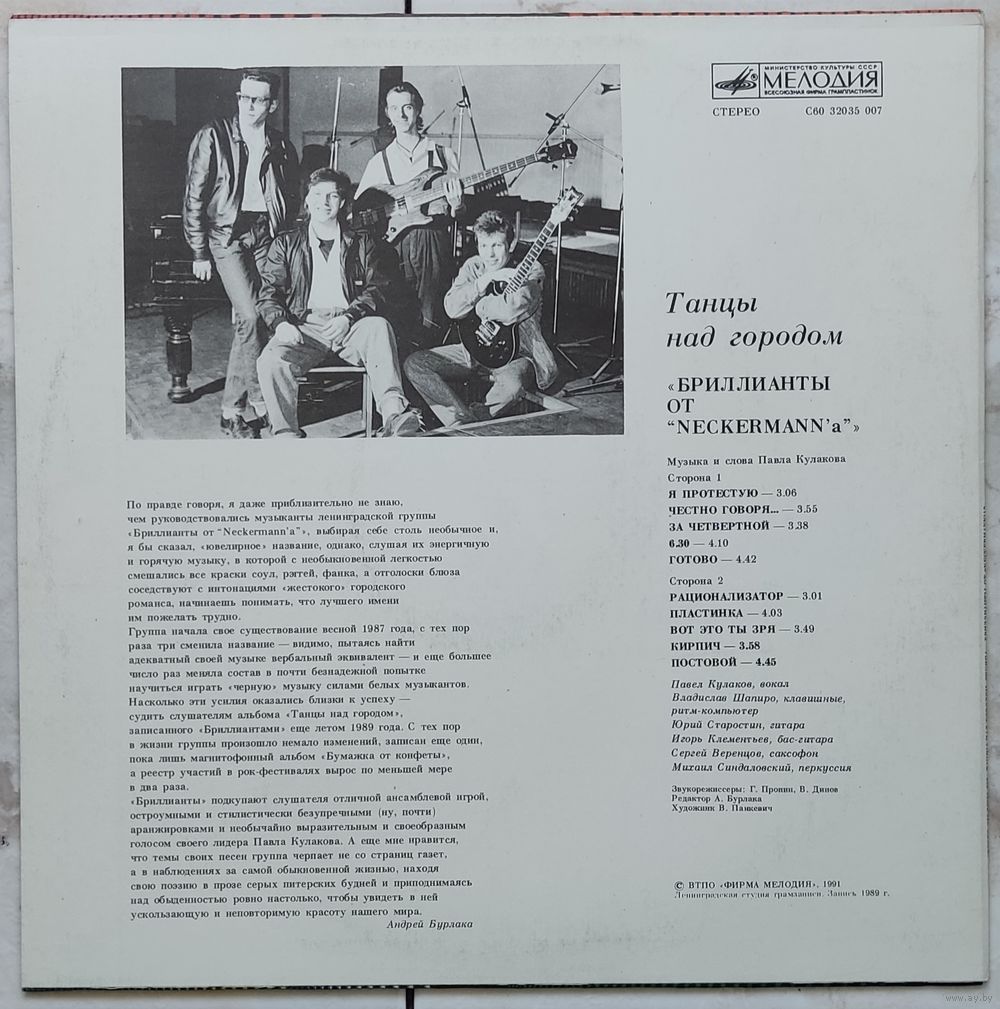 МИНИСТЕРСТВО КУЛЬТУРЫ СССР
МЕЛОДИЯ
ВСЕСОЮЗНАЯ ФИРМА ГРАМПЛАСТИНОК
СТЕРЕО С60 32035 007
Танцы
над городом
«БРИЛЛИАНТЫ
ОТ
“NECKERMANN’а”»
Музыка и слова Павла Кулакова
Сторона 1
Я ПРОТЕСТУЮ — 3.06
ЧЕСТНО ГОВОРЯ... — 3.55
ЗА ЧЕТВЕРТНОЙ — 3.38
6.30 — 4.10
ГОТОВО — 4.42
Сторона 2
РАЦИОНАЛИЗАТОР — 3.01
ПЛАСТИНКА — 4.03
ВОТ ЭТО ТЫ ЗРЯ — 3.49
КИРПИЧ — 3.58
ПОСТОВОЙ — 4.45
Павел Кулаков, вокал
Владислав Шапиро, клавишные,
ритм-компьютер
Юрий Старостин, гитара
Игорь Клементьев, бас-гитара
Сергей Веренцов, саксофон
Михаил Синдаловский, перкуссия
Звукорежиссеры: Г. Пронин, В. Динов
Редактор А. Бурлака
Художник В. Панкевич
© ВТПО «ФИРМА МЕЛОДИЯ», 1991
Ленинградская студия грамзаписи. Запись 1989 г.
По правде говоря, я даже приблизительно не знаю,
чем руководствовались музыканты ленинградской группы
«Бриллианты от “Neckermann’а”», выбирая себе столь необычное и,
я бы сказал, «ювелирное» название, однако, слушая их энергичную
и горячую музыку, в которой с необыкновенной легкостью
смешались все краски соул, рэггей, фанка, а отголоски блюза
соседствуют с интонациями «жестокого» городского
романса, начинаешь понимать, что лучшего имени
им пожелать трудно.
Группа начала свое существование весной 1987 года, с тех пор
раза три сменила название — видимо, пытаясь найти
адекватный своей музыке вербальный эквивалент — и еще большее
число раз меняла состав в почти безнадежной попытке
научиться играть «черную» музыку силами белых музыкантов.
Насколько эти усилия оказались близки к успеху —
судить слушателям альбома «Танцы над городом»,
записанного «Бриллиантами» еще летом 1989 года. С тех пор
в жизни группы произошло немало изменений, записан еще один,
пока лишь магнитофонный альбом «Бумажка от конфеты»,
а реестр участий в рок-фестивалях вырос по меньшей мере
в два раза.
«Бриллианты» подкупают слушателя отличной ансамблевой игрой,
остроумными и стилистически безупречными (ну, почти)
аранжировками и необычайно выразительным и своеобразным
голосом своего лидера Павла Кулакова. А еще мне нравится,
что темы своих песен группа черпает не со страниц газет,
а в наблюдениях за самой обыкновенной жизнью, находя
свою поэзию в прозе серых питерских будней и приподнимаясь
над обыденностью ровно настолько, чтобы увидеть в ней
ускользающую и неповторимую красоту нашего мира.
Андрей Бурлака
www.ay.by